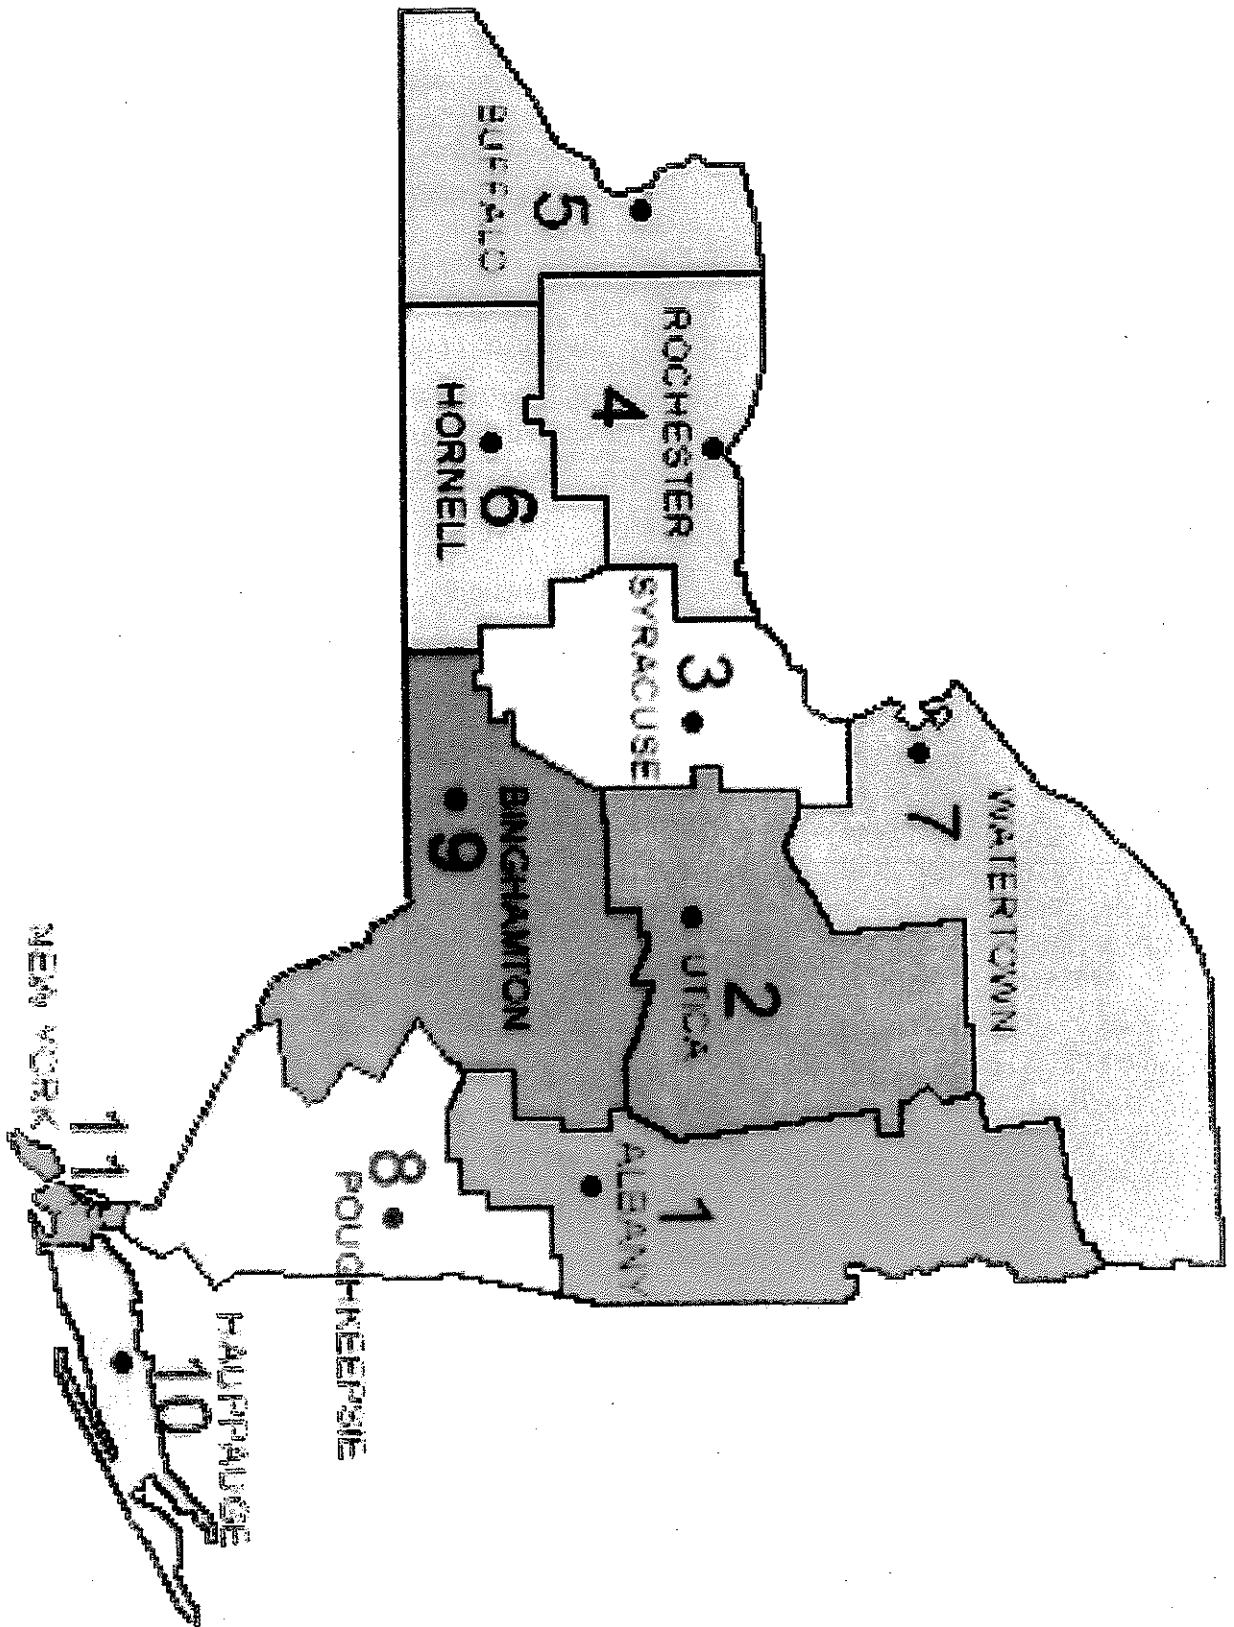 WATERTOWN
7
ROCHESTER
4
SYRACUSE
3
2
UTICA
BUFFALO
5
HORNELL
6
BINGHAMTON
9
ALBANY
1
8
POUGHKEEPSIE
HAUPPAUGE
10
11
NEW YORK